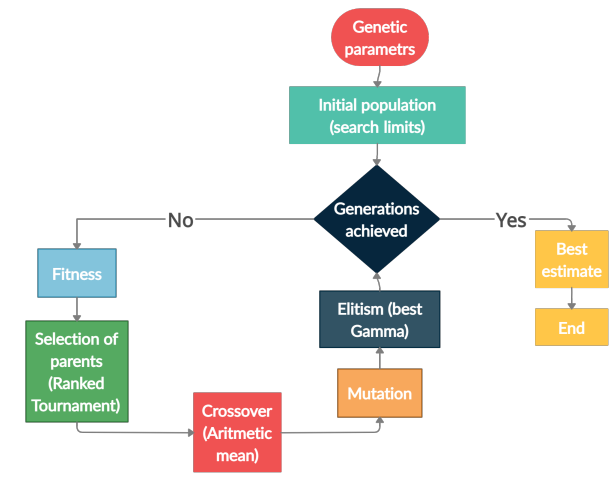 Genetic
parametrs
Initial population
(search limits)
Generations
achieved
No
Yes
Fitness
Best
estimate
Selection of
parents
(Ranked
Tournament)
Elitism (best
Gamma)
End
Mutation
Crossover
(Aritmetic
mean)